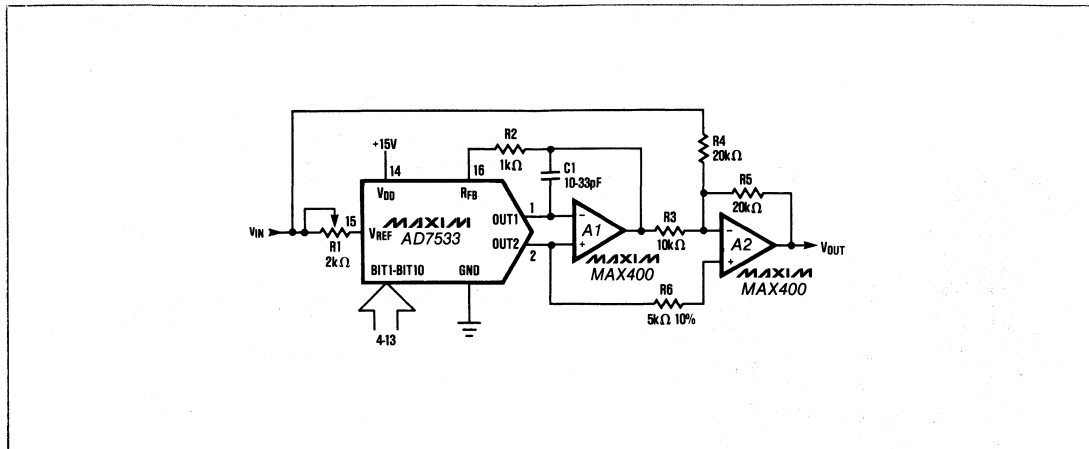 +15V
14
VDD
R2
1kΩ
16
RFB
C1
10-33pF
R4
20kΩ
R5
20kΩ
VIN
R1
2kΩ
15
VREF
MAXIM
AD7533
OUT1
1
OUT2
2
BIT1-BIT10
GND
4-13
−
+
A1
MAXIM
MAX400
R3
10kΩ
−
+
A2
MAXIM
MAX400
VOUT
R6
5kΩ 10%